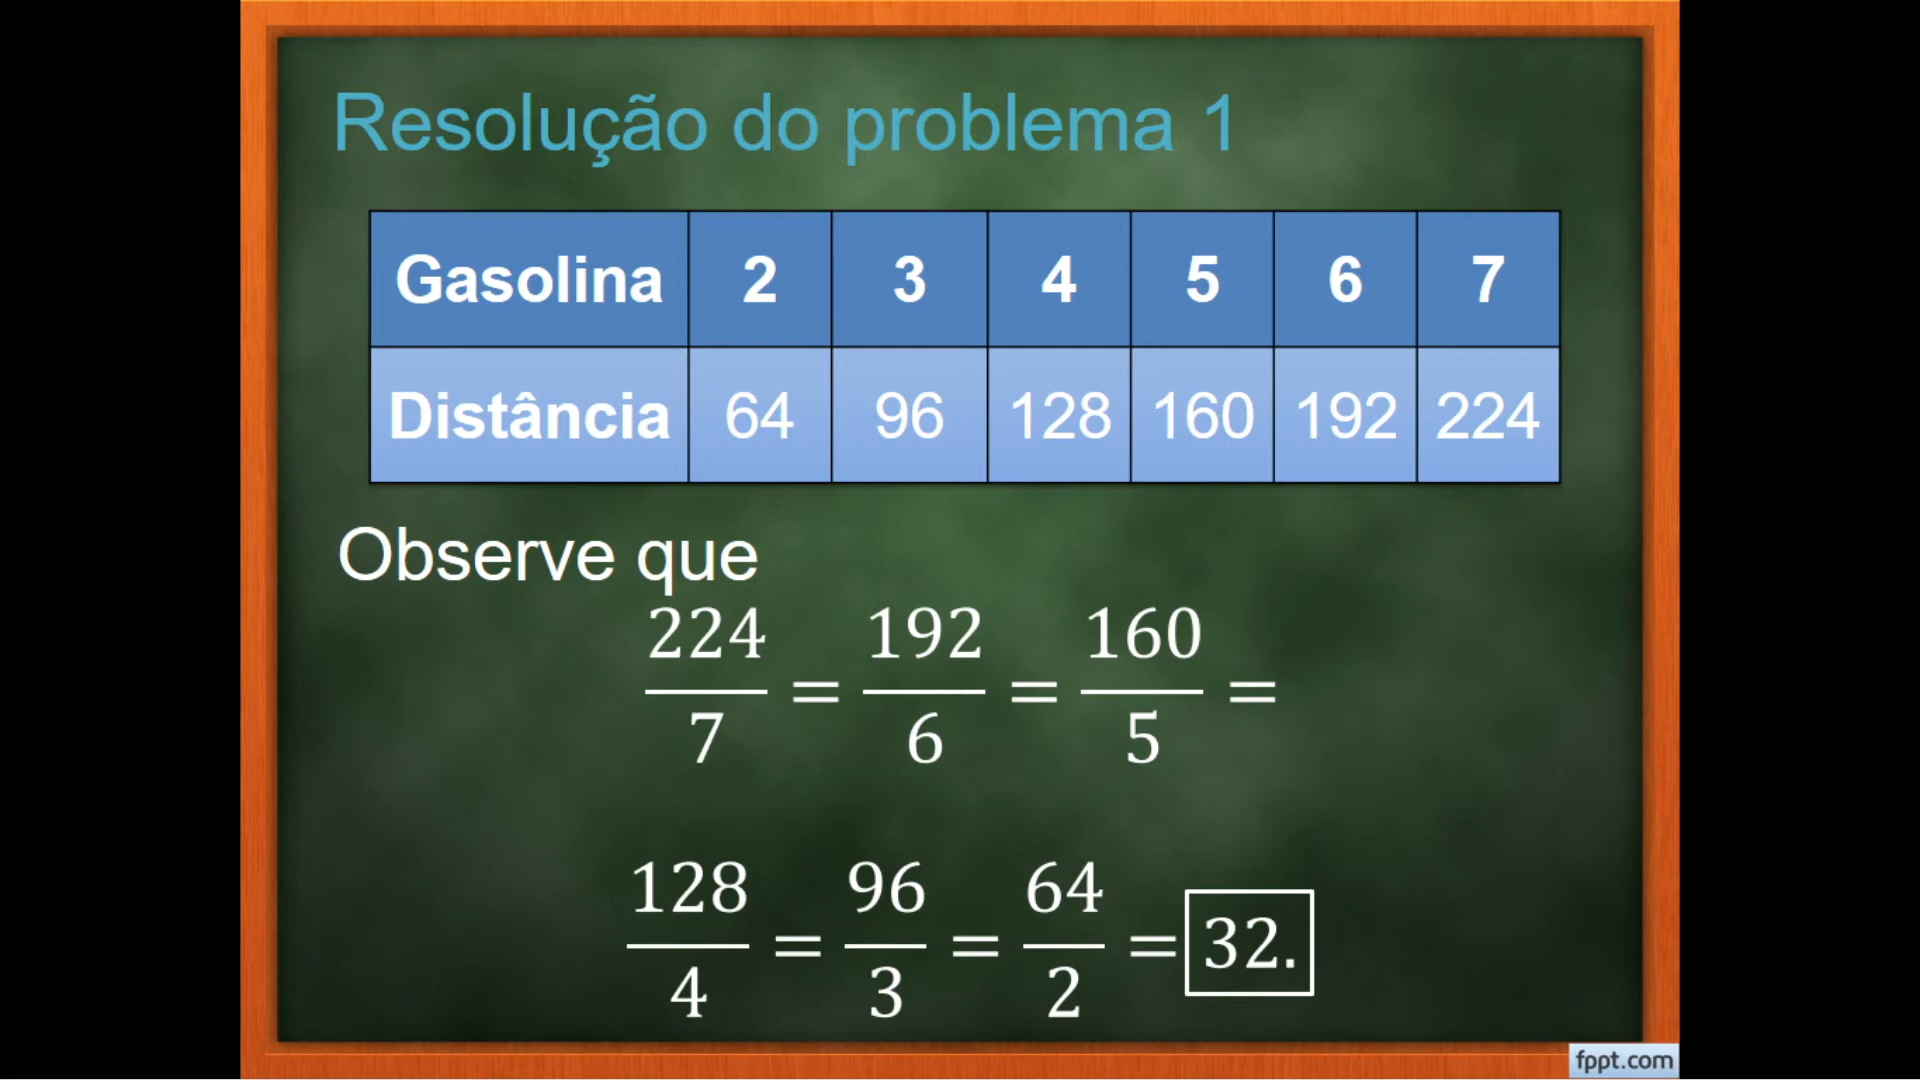 Resolução do problema 1
Gasolina 2 3 4 5 6 7
Distância 64 96 128 160 192 224
Observe que
224/7 = 192/6 = 160/5 =
128/4 = 96/3 = 64/2 = 32.
fppt.com